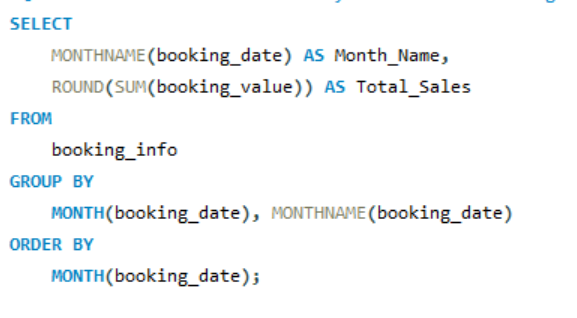 SELECT
MONTHNAME(booking_date) AS Month_Name,
ROUND(SUM(booking_value)) AS Total_Sales
FROM
booking_info
GROUP BY
MONTH(booking_date), MONTHNAME(booking_date)
ORDER BY
MONTH(booking_date);